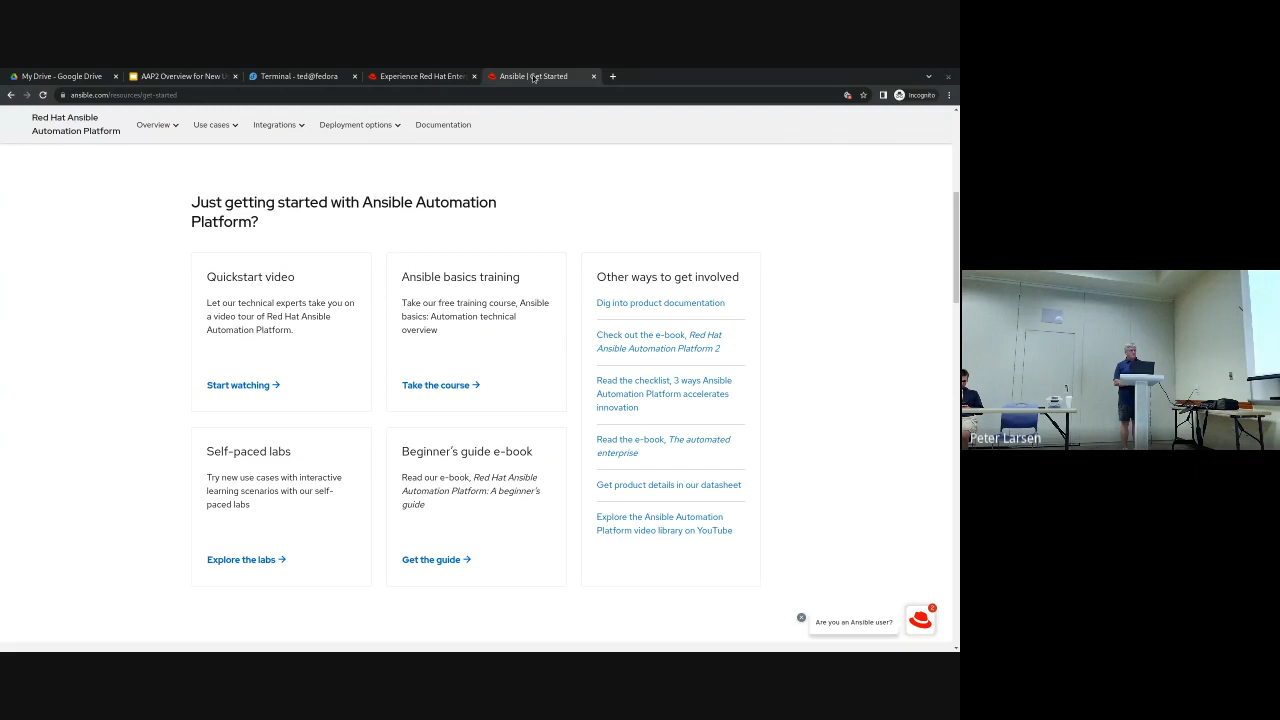 My Drive - Google Drive
AAP2 Overview for New U
Terminal - ted@fedora
Experience Red Hat Enter
Ansible | Get Started
ansible.com/resources/get-started
Incognito
Red Hat Ansible
Automation Platform
Overview
Use cases
Integrations
Deployment options
Documentation
Just getting started with Ansible Automation
Platform?
Quickstart video
Let our technical experts take you on
a video tour of Red Hat Ansible
Automation Platform.
Start watching →
Ansible basics training
Take our free training course, Ansible
basics: Automation technical
overview
Take the course →
Other ways to get involved
Dig into product documentation
Check out the e-book, Red Hat
Ansible Automation Platform 2
Read the checklist, 3 ways Ansible
Automation Platform accelerates
innovation
Read the e-book, The automated
enterprise
Get product details in our datasheet
Explore the Ansible Automation
Platform video library on YouTube
Self-paced labs
Try new use cases with interactive
learning scenarios with our self-
paced labs
Explore the labs →
Beginner's guide e-book
Read our e-book, Red Hat Ansible
Automation Platform: A beginner's
guide
Get the guide →
Are you an Ansible user?
2
Peter Larsen